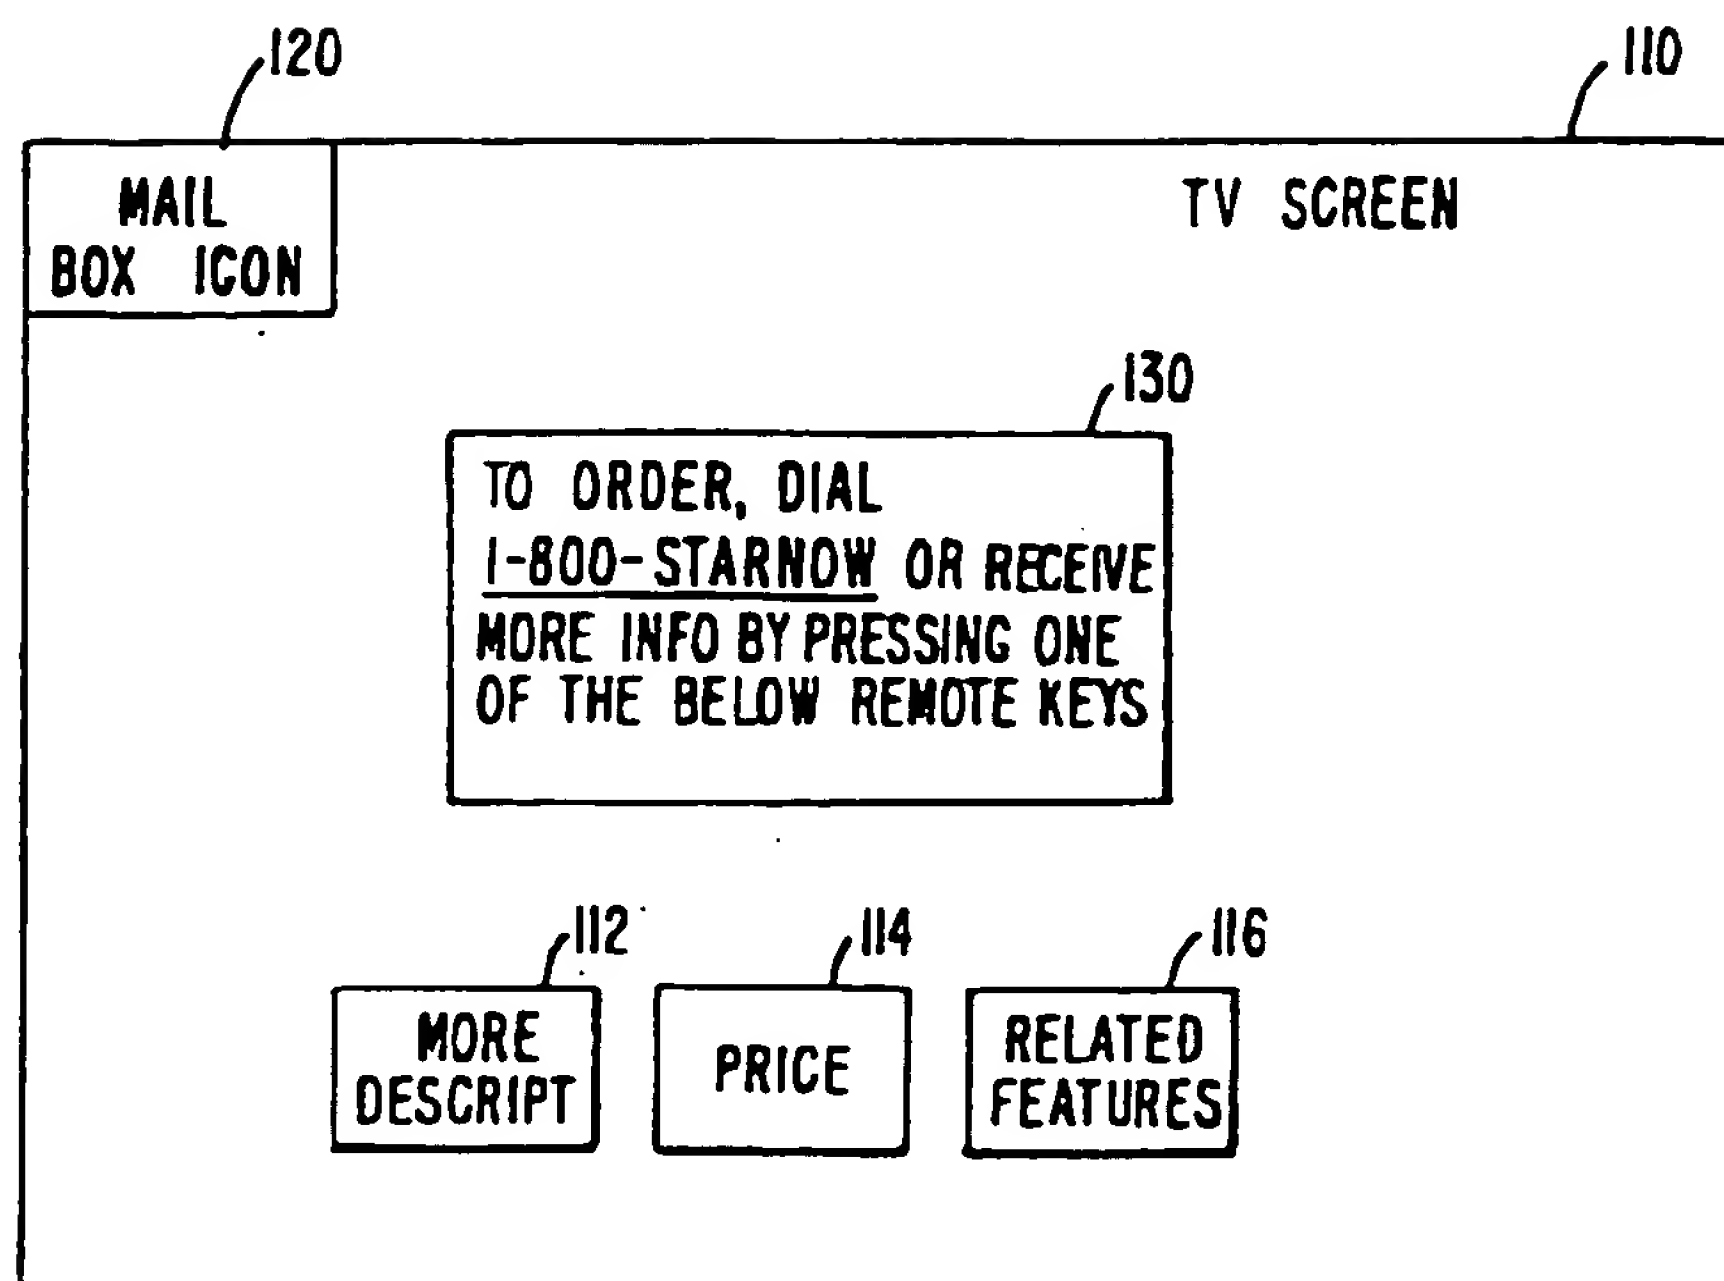 120
110
MAIL
BOX ICON
TV SCREEN
130
TO ORDER, DIAL
1-800-STARNOW OR RECEIVE
MORE INFO BY PRESSING ONE
OF THE BELOW REMOTE KEYS
112
114
116
MORE
DESCRIPT
PRICE
RELATED
FEATURES